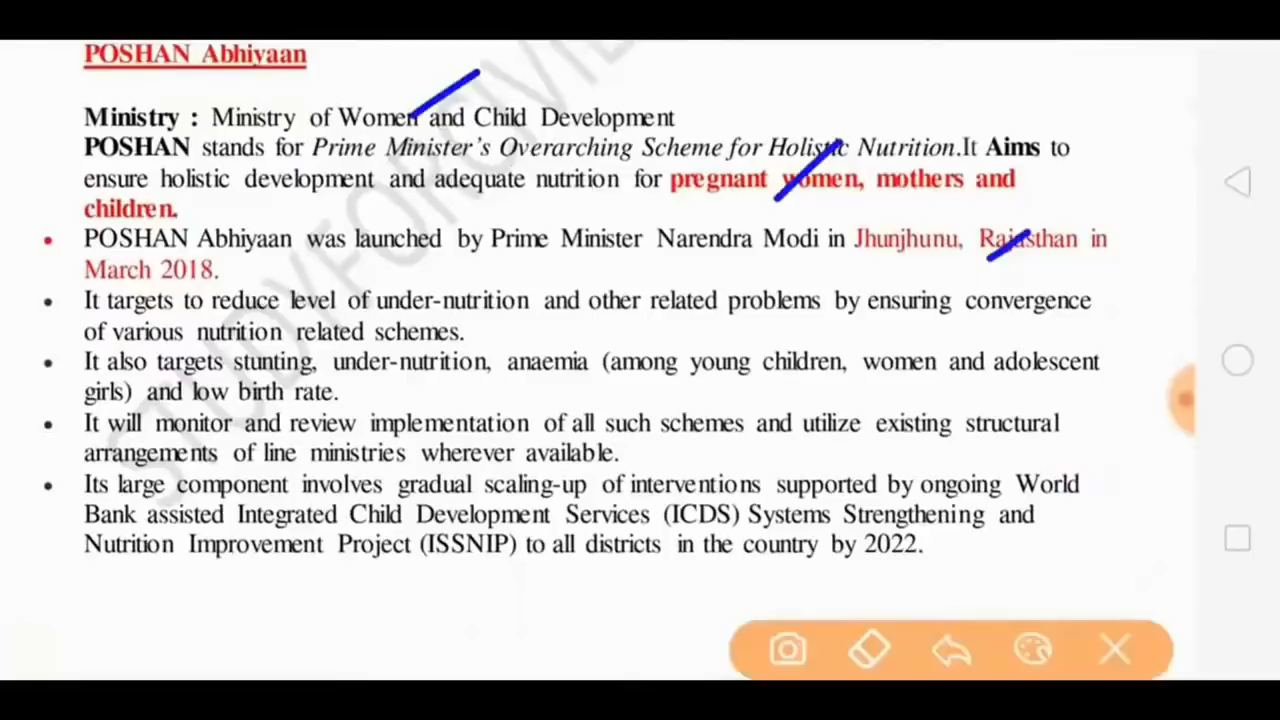 POSHAN Abhiyaan
Ministry : Ministry of Women and Child Development
POSHAN stands for Prime Minister's Overarching Scheme for Holistic Nutrition.It Aims to
ensure holistic development and adequate nutrition for pregnant women, mothers and
children.
• POSHAN Abhiyaan was launched by Prime Minister Narendra Modi in Jhunjhunu, Rajasthan in
March 2018.
• It targets to reduce level of under-nutrition and other related problems by ensuring convergence
of various nutrition related schemes.
• It also targets stunting, under-nutrition, anaemia (among young children, women and adolescent
girls) and low birth rate.
• It will monitor and review implementation of all such schemes and utilize existing structural
arrangements of line ministries wherever available.
• Its large component involves gradual scaling-up of interventions supported by ongoing World
Bank assisted Integrated Child Development Services (ICDS) Systems Strengthening and
Nutrition Improvement Project (ISSNIP) to all districts in the country by 2022.